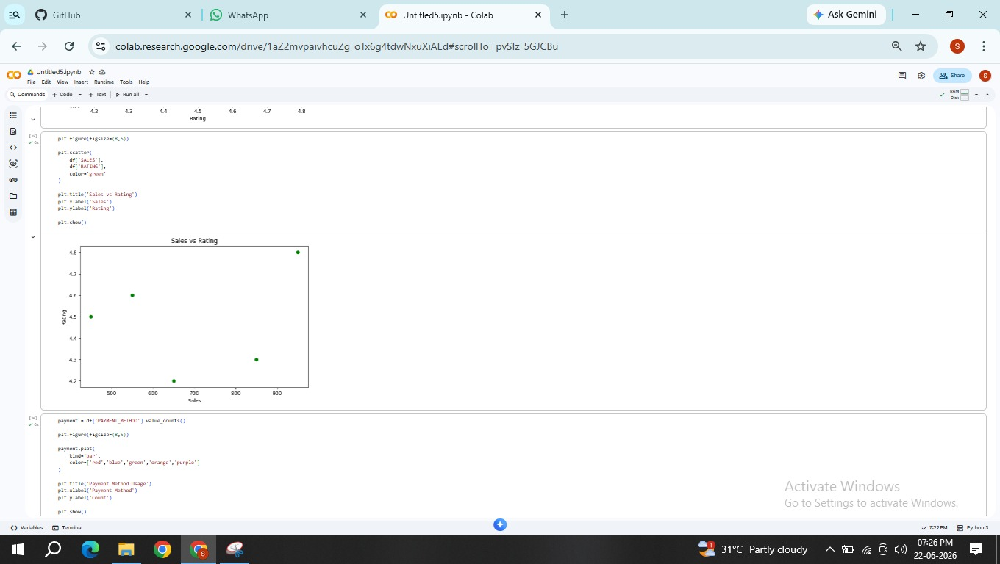 GitHub
WhatsApp
Untitled5.ipynb - Colab
Ask Gemini
colab.research.google.com/drive/1aZ2mvpaivhcuZg_oTx6g4tdwNxuXiAEd#scrollTo=pvSIz_5GJCBu
S
Untitled5.ipynb
File Edit View Insert Runtime Tools Help
Share
S
Commands + Code + Text Run all
RAM
Disk
4.2 4.3 4.4 4.5 4.6 4.7 4.8
Rating
0s
plt.figure(figsize=(8,5))
plt.scatter(
df['SALES'],
df['RATING'],
color='green'
)
plt.title('Sales vs Rating')
plt.xlabel('Sales')
plt.ylabel('Rating')
plt.show()
Sales vs Rating
4.8
4.7
4.6
4.5
4.4
4.3
4.2
Rating
500 600 700 800 900
Sales
0s
payment = df['PAYMENT_METHOD'].value_counts()
plt.figure(figsize=(8,5))
payment.plot(
kind='bar',
color=['red','blue','green','orange','purple']
)
plt.title('Payment Method Usage')
plt.xlabel('Payment Method')
plt.ylabel('Count')
plt.show()
Activate Windows
Go to Settings to activate Windows.
Variables Terminal
7:22 PM Python 3
31°C Partly cloudy
07:26 PM
22-06-2026